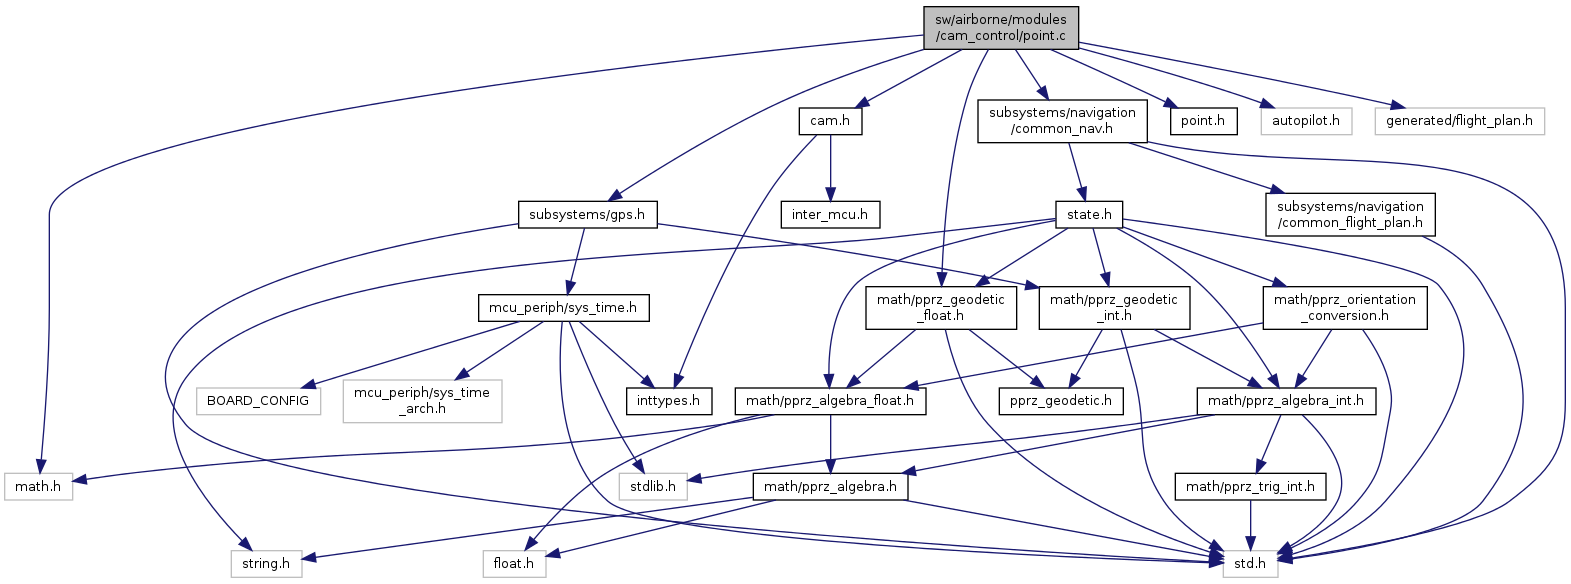 sw/airborne/modules
/cam_control/point.c
cam.h
subsystems/navigation
/common_nav.h
point.h
autopilot.h
generated/flight_plan.h
subsystems/gps.h
inter_mcu.h
state.h
subsystems/navigation
/common_flight_plan.h
mcu_periph/sys_time.h
math/pprz_geodetic
_float.h
math/pprz_geodetic
_int.h
math/pprz_orientation
_conversion.h
BOARD_CONFIG
mcu_periph/sys_time
_arch.h
inttypes.h
math/pprz_algebra_float.h
pprz_geodetic.h
math/pprz_algebra_int.h
math.h
stdlib.h
math/pprz_algebra.h
math/pprz_trig_int.h
string.h
float.h
std.h